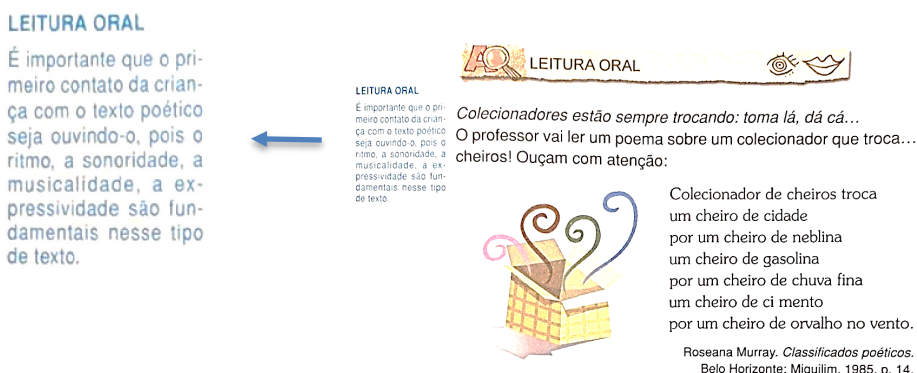 LEITURA ORAL
É importante que o pri-
meiro contato da crian-
ça com o texto poético
seja ouvindo-o, pois o
ritmo, a sonoridade, a
musicalidade, a ex-
pressividade são fun-
damentais nesse tipo
de texto.
LEITURA ORAL
É importante que o pri-
meiro contato da crian-
ça com o texto poético
seja ouvindo-o, pois o
ritmo, a sonoridade, a
musicalidade, a ex-
pressividade são fun-
damentais nesse tipo
de texto.
LEITURA ORAL
Colecionadores estão sempre trocando: toma lá, dá cá...
O professor vai ler um poema sobre um colecionador que troca...
cheiros! Ouçam com atenção:
Colecionador de cheiros troca
um cheiro de cidade
por um cheiro de neblina
um cheiro de gasolina
por um cheiro de chuva fina
um cheiro de ci mento
por um cheiro de orvalho no vento.
Roseana Murray. Classificados poéticos.
Belo Horizonte: Miguilim, 1985. p. 14.